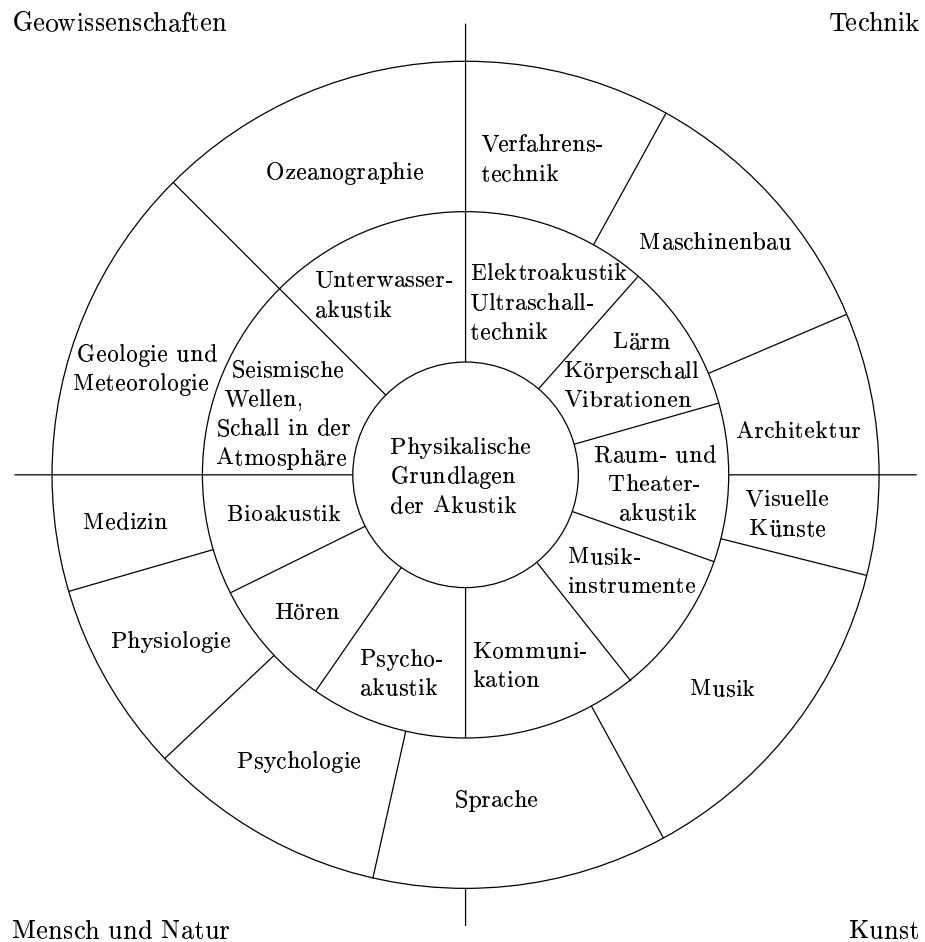 Geowissenschaften
Technik
Verfahrens-
technik
Ozeanographie
Maschinenbau
Elektroakustik
Ultraschall-
technik
Unterwasser-
akustik
Lärm
Körperschall
Vibrationen
Geologie und
Meteorologie
Seismische
Wellen,
Schall in der
Atmosphäre
Architektur
Physikalische
Grundlagen
der Akustik
Raum- und
Theater-
akustik
Visuelle
Künste
Medizin
Bioakustik
Musik-
instrumente
Hören
Physiologie
Psycho-
akustik
Kommuni-
kation
Musik
Psychologie
Sprache
Mensch und Natur
Kunst